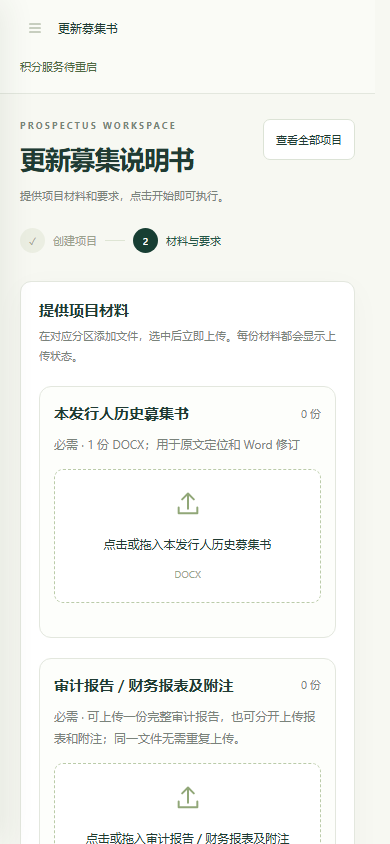 更新募集书
积分服务待重启
PROSPECTUS WORKSPACE
更新募集说明书
查看全部项目
提供项目材料和要求，点击开始即可执行。
✓ 创建项目
2 材料与要求
提供项目材料
在对应分区添加文件，选中后立即上传。每份材料都会显示上
传状态。
本发行人历史募集书
0 份
必需 · 1 份 DOCX；用于原文定位和 Word 修订
点击或拖入本发行人历史募集书
DOCX
审计报告 / 财务报表及附注
0 份
必需 · 可上传一份完整审计报告，也可分开上传报
表和附注；同一文件无需重复上传。
点击或拖入审计报告 / 财务报表及附注